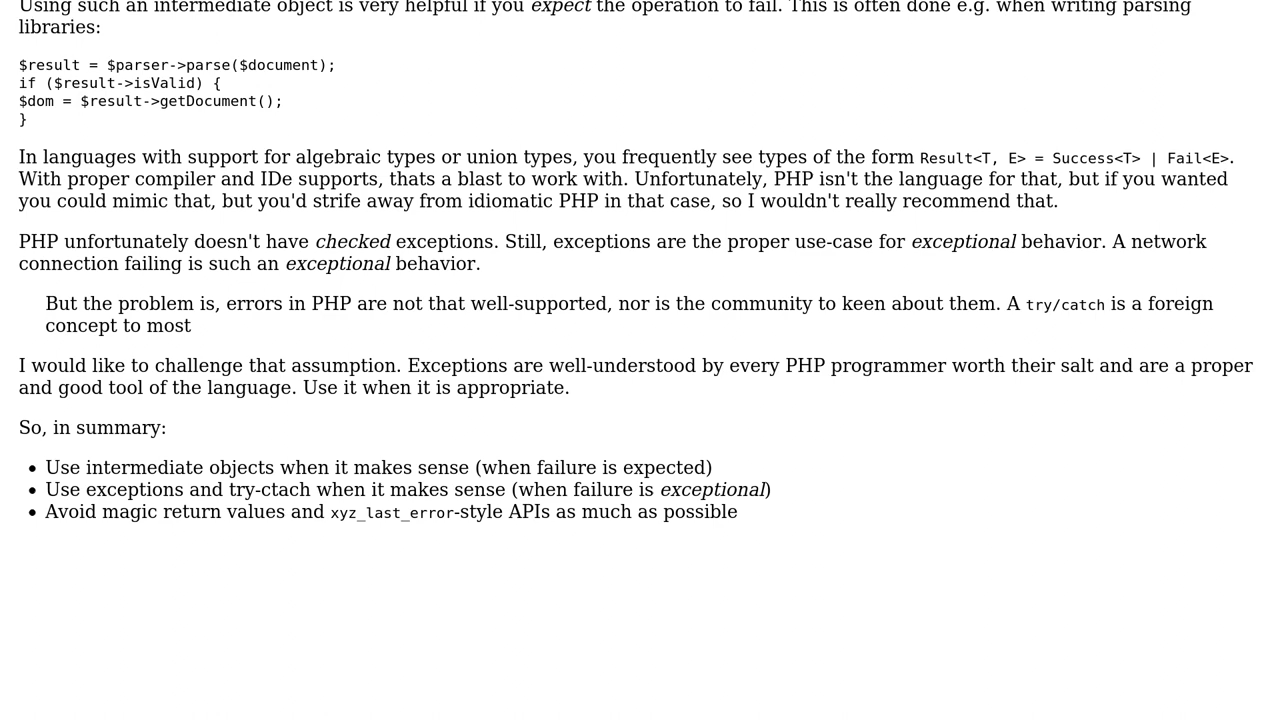 Using such an intermediate object is very helpful if you expect the operation to fail. This is often done e.g. when writing parsing
libraries:
$result = $parser->parse($document);
if ($result->isValid) {
$dom = $result->getDocument();
}
In languages with support for algebraic types or union types, you frequently see types of the form Result<T, E> = Success<T> | Fail<E>.
With proper compiler and IDe supports, thats a blast to work with. Unfortunately, PHP isn't the language for that, but if you wanted
you could mimic that, but you'd strife away from idiomatic PHP in that case, so I wouldn't really recommend that.
PHP unfortunately doesn't have checked exceptions. Still, exceptions are the proper use-case for exceptional behavior. A network
connection failing is such an exceptional behavior.
But the problem is, errors in PHP are not that well-supported, nor is the community to keen about them. A try/catch is a foreign
concept to most
I would like to challenge that assumption. Exceptions are well-understood by every PHP programmer worth their salt and are a proper
and good tool of the language. Use it when it is appropriate.
So, in summary:
• Use intermediate objects when it makes sense (when failure is expected)
• Use exceptions and try-ctach when it makes sense (when failure is exceptional)
• Avoid magic return values and xyz_last_error-style APIs as much as possible